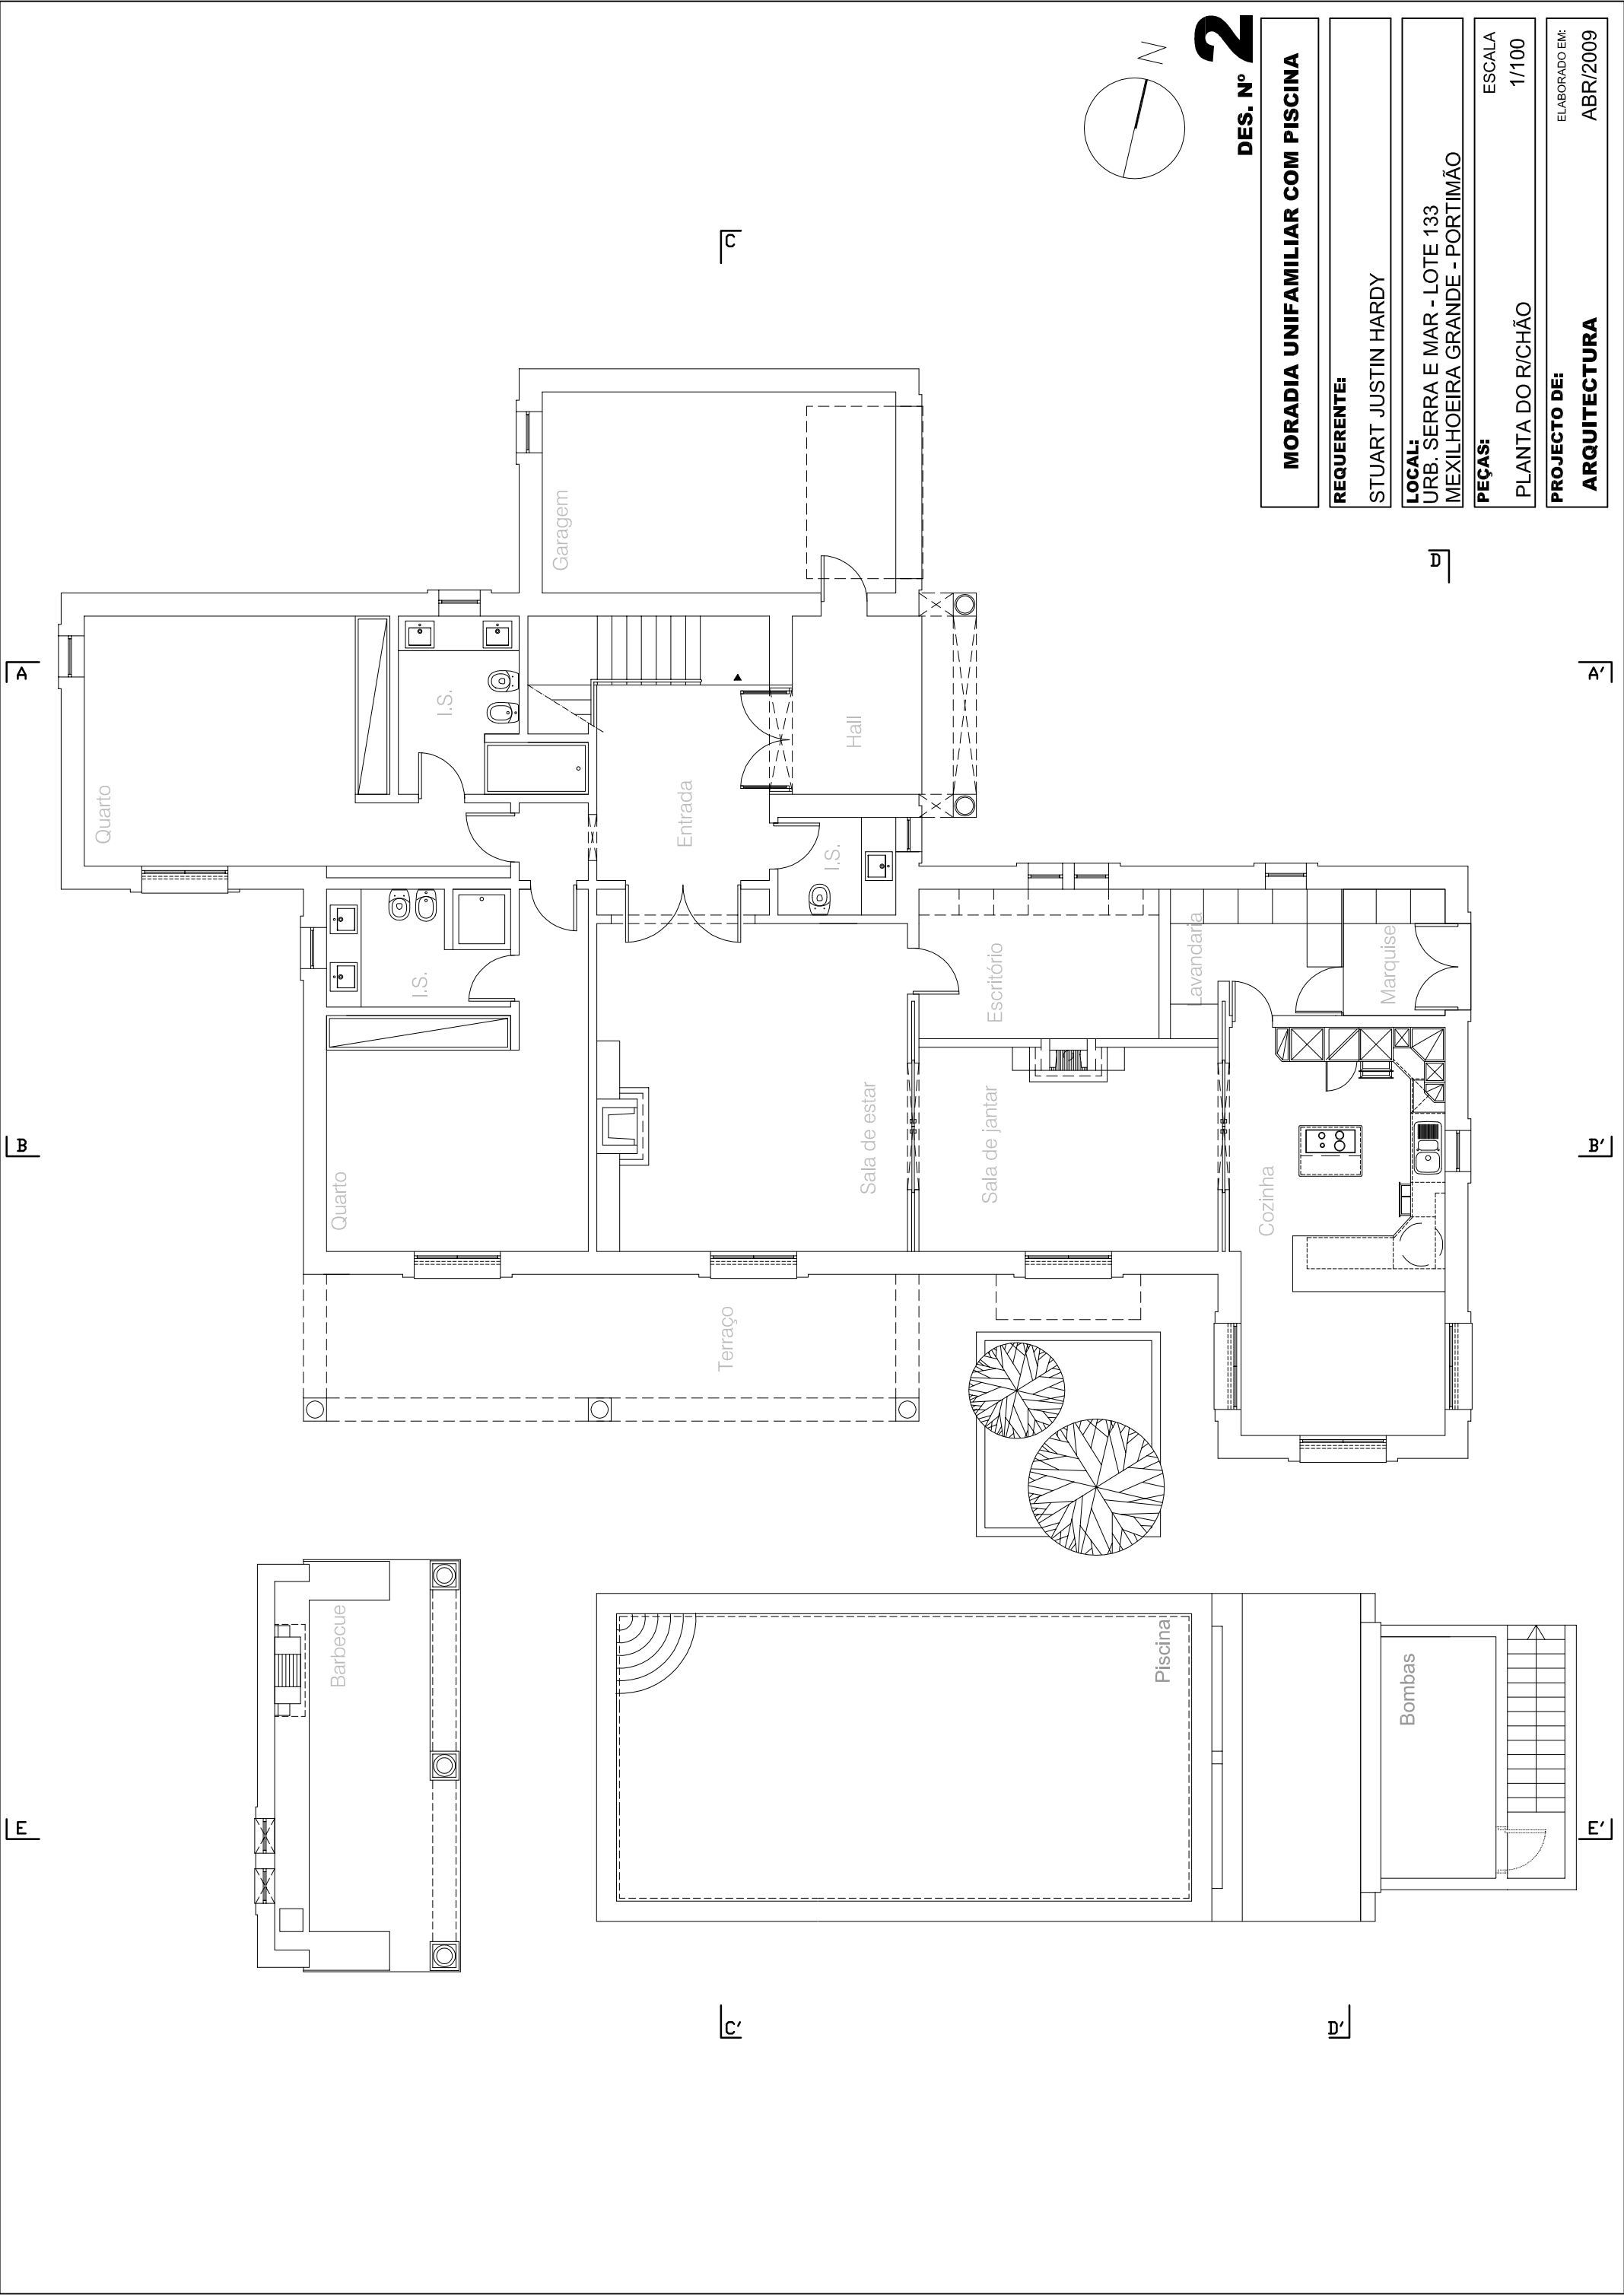 DES. Nº 2
MORADIA UNIFAMILIAR COM PISCINA
REQUERENTE:
STUART JUSTIN HARDY
LOCAL:
URB. SERRA E MAR - LOTE 133
MEXILHOEIRA GRANDE - PORTIMÃO
PEÇAS:
ESCALA
PLANTA DO R/CHÃO
1/100
PROJECTO DE:
ELABORADO EM:
ARQUITECTURA
ABR/2009
N
C
D
Garagem
A
A'
I.S.
Hall
Quarto
Entrada
I.S.
I.S.
Escritório
Lavandaria
Marquise
B
B'
Quarto
Sala de estar
Sala de jantar
Cozinha
Terraço
Barbecue
Piscina
Bombas
E
E'
C'
D'